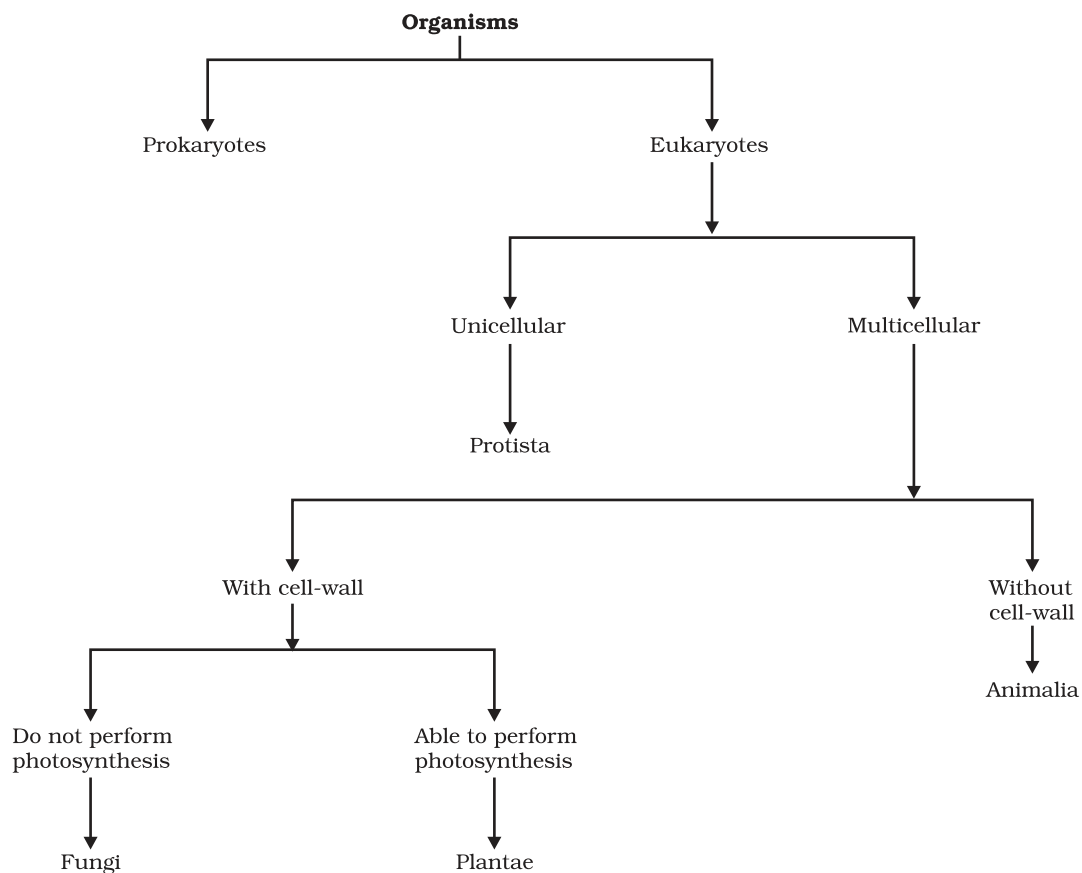 Organisms
Prokaryotes
Eukaryotes
Unicellular
Multicellular
Protista
With cell-wall
Without
cell-wall
Animalia
Do not perform
photosynthesis
Able to perform
photosynthesis
Fungi
Plantae